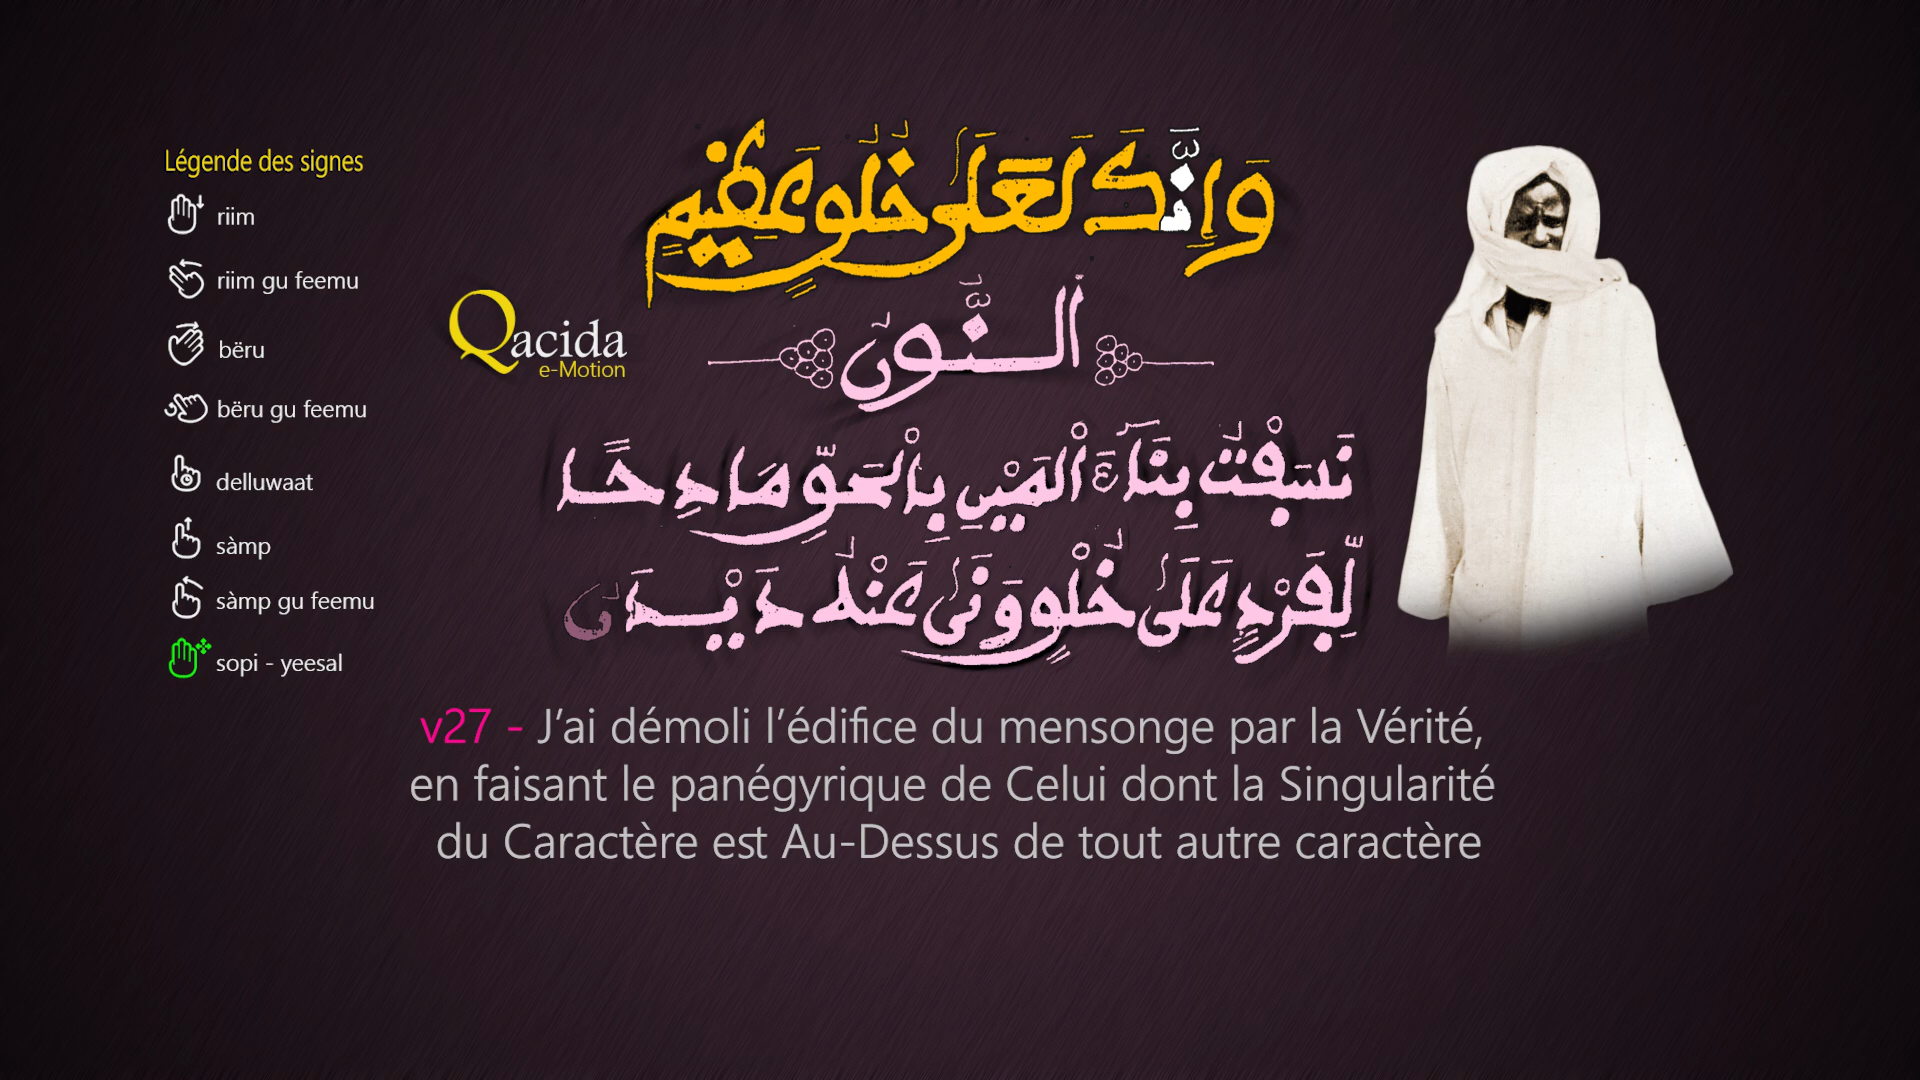 Légende des signes
riim
riim gu feemu
bëru
bëru gu feemu
delluwaat
sàmp
sàmp gu feemu
sopi - yeesal
Qacida
e-Motion
وَإِنَّكَ لَعَلَىٰ خُلُقٍ عَظِيمٍ
النُّونُ
نَسَفْتُ بِنَاءَ الْمَيْنِ بِالْحَقِّ مَادِحًا
لِّفَرْدٍ عَلَى خُلْقٍ وَنَى عَنْهُ دَيْدَنُ
v27 - J’ai démoli l’édifice du mensonge par la Vérité,
en faisant le panégyrique de Celui dont la Singularité
du Caractère est Au-Dessus de tout autre caractère